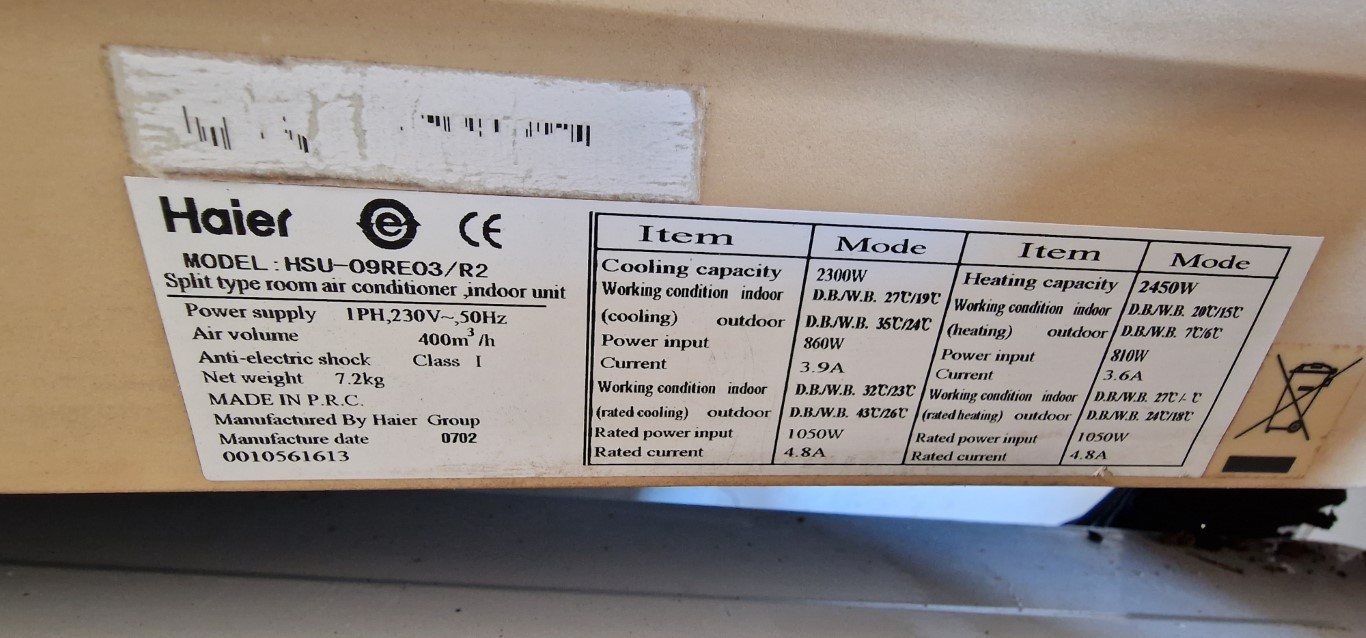 Haier e CE
MODEL : HSU-09RE03/R2
Split type room air conditioner ,indoor unit
Power supply 1PH,230V~,50Hz
Air volume 400m³/h
Anti-electric shock Class I
Net weight 7.2kg
MADE IN P.R.C.
Manufactured By Haier Group
Manufacture date 0702
0010561613
Item Mode Item Mode
Cooling capacity 2300W Heating capacity 2450W
Working condition indoor D.B./W.B. 27℃/19℃ Working condition indoor D.B./W.B. 20℃/15℃
(cooling) outdoor D.B./W.B. 35℃/24℃ (heating) outdoor D.B./W.B. 7℃/6℃
Power input 860W Power input 810W
Current 3.9A Current 3.6A
Working condition indoor D.B./W.B. 32℃/23℃ Working condition indoor D.B./W.B. 27℃/- ℃
(rated cooling) outdoor D.B./W.B. 43℃/26℃ (rated heating) outdoor D.B./W.B. 24℃/18℃
Rated power input 1050W Rated power input 1050W
Rated current 4.8A Rated current 4.8A